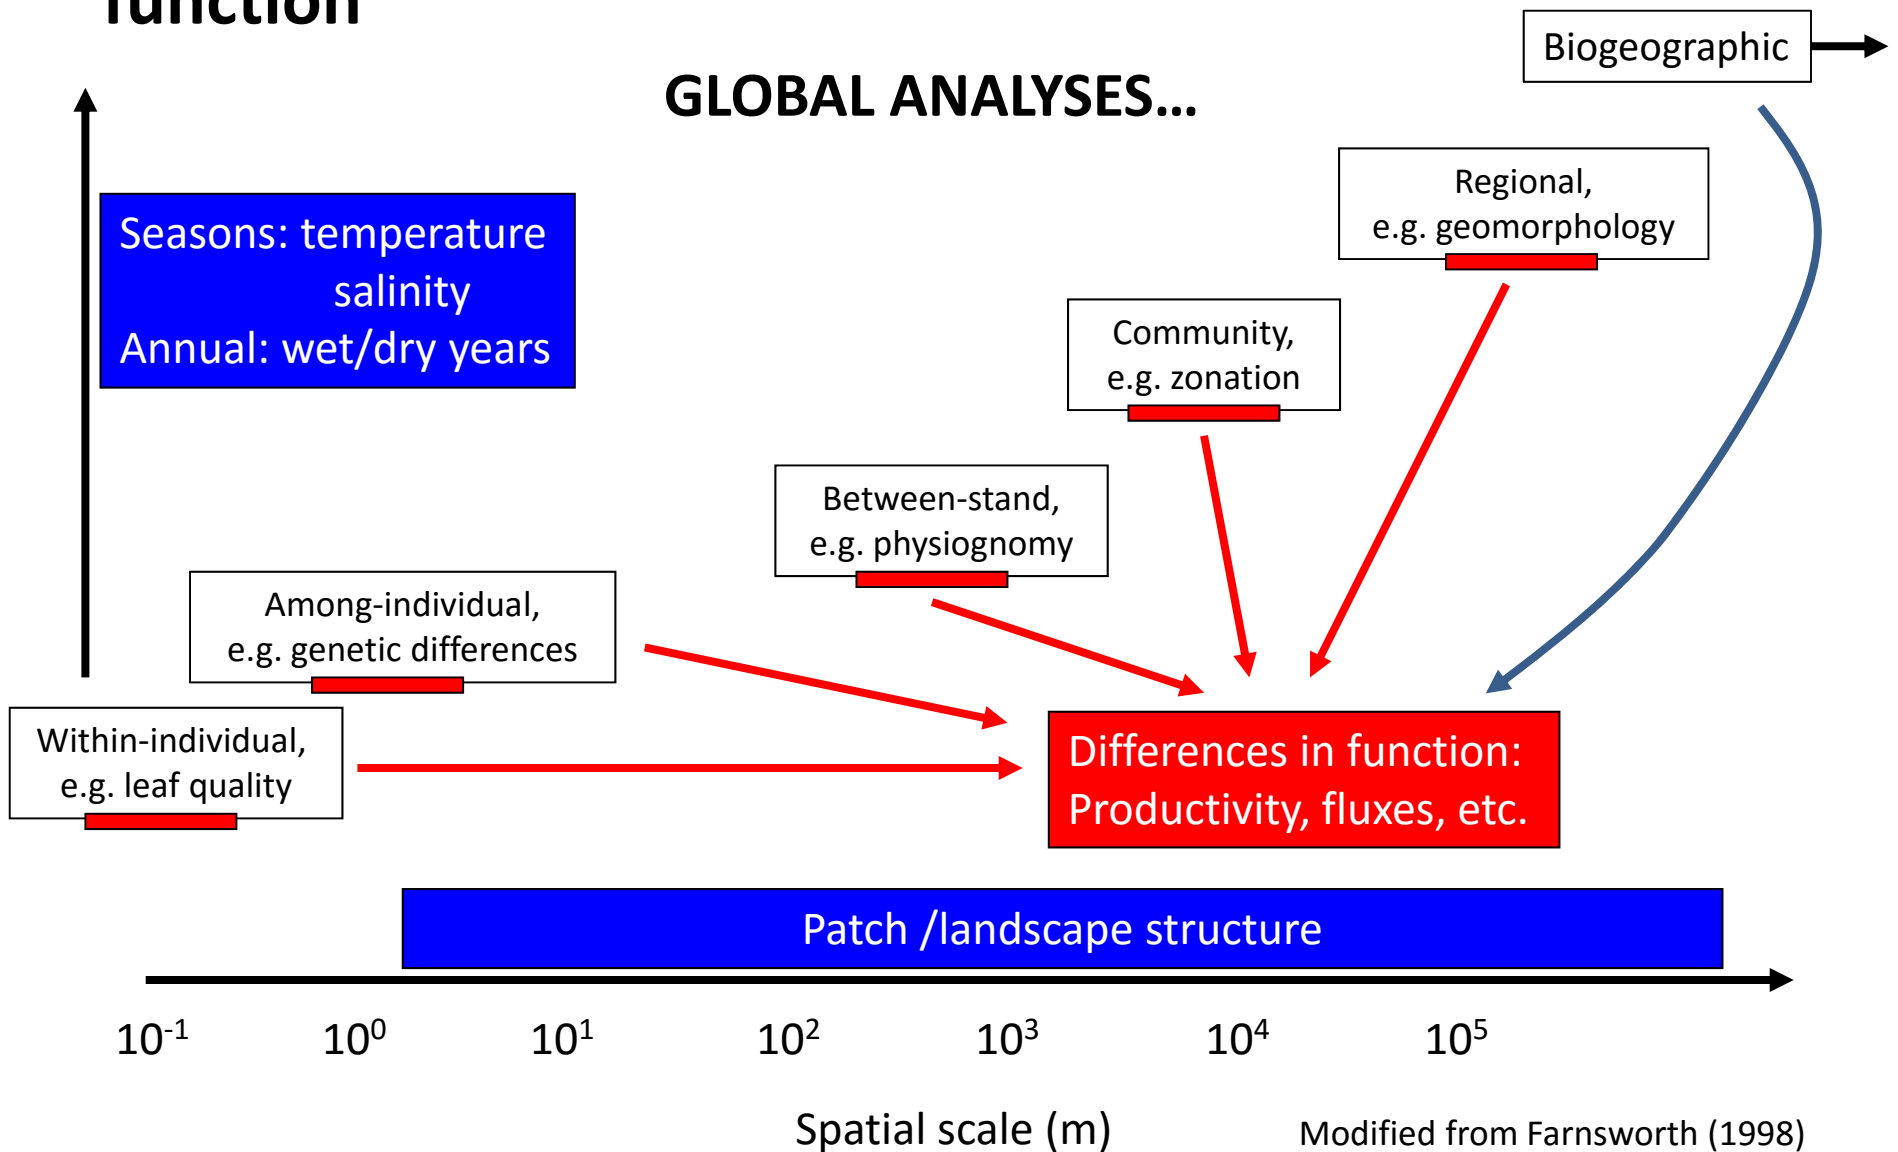 function
Biogeographic
GLOBAL ANALYSES…
Regional,
e.g. geomorphology
Seasons: temperature
salinity
Annual: wet/dry years
Community,
e.g. zonation
Between-stand,
e.g. physiognomy
Among-individual,
e.g. genetic differences
Within-individual,
e.g. leaf quality
Differences in function:
Productivity, fluxes, etc.
Patch /landscape structure
10⁻¹ 10⁰ 10¹ 10² 10³ 10⁴ 10⁵
Spatial scale (m)
Modified from Farnsworth (1998)